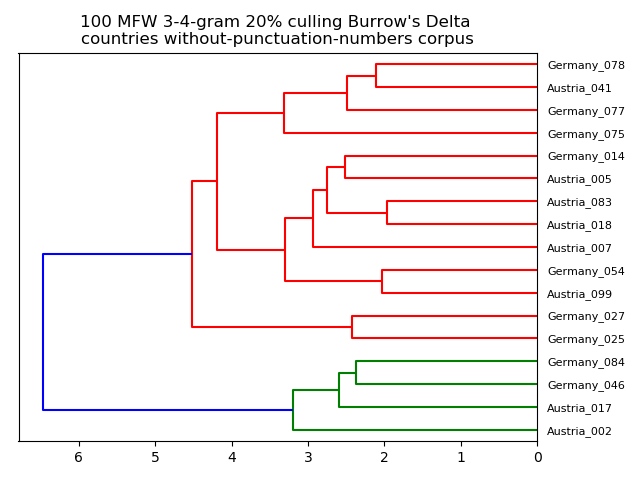 100 MFW 3-4-gram 20% culling Burrow's Delta
countries without-punctuation-numbers corpus
Germany_078
Austria_041
Germany_077
Germany_075
Germany_014
Austria_005
Austria_083
Austria_018
Austria_007
Germany_054
Austria_099
Germany_027
Germany_025
Germany_084
Germany_046
Austria_017
Austria_002
6 5 4 3 2 1 0